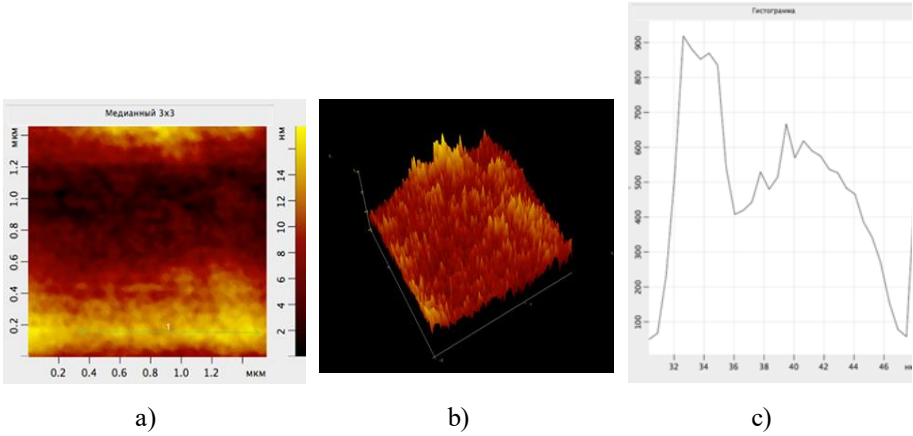 Гистограмма
Медианный 3х3
мкм
нм
0.2 0.4 0.6 0.8 1.0 1.2
0.2 0.4 0.6 0.8 1.0 1.2 мкм
2 4 6 8 10 12 14
1
100 200 300 400 500 600 700 800 900
32 34 36 38 40 42 44 46
a) b) c)